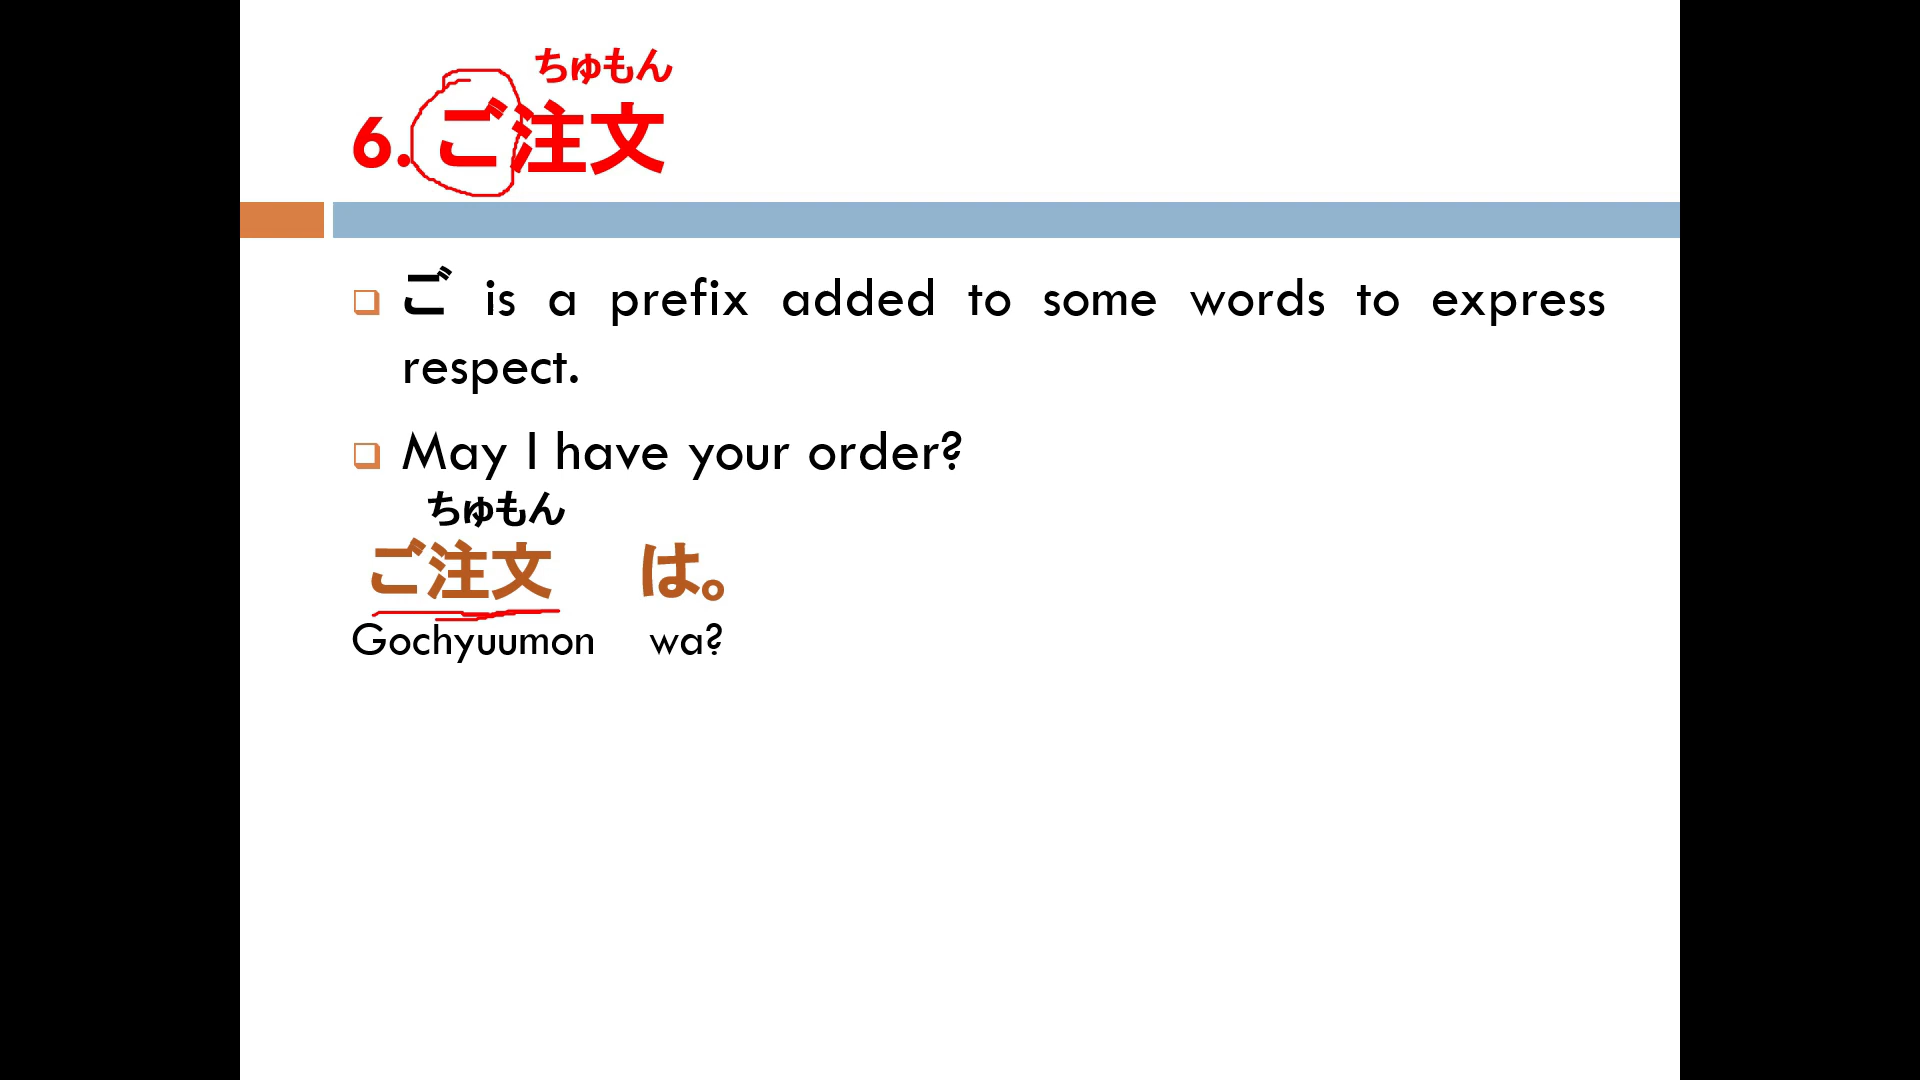 ちゅもん
6. ご注文
ご is a prefix added to some words to express
respect.
May I have your order?
ちゅもん
ご注文 は。
Gochyuumon wa?